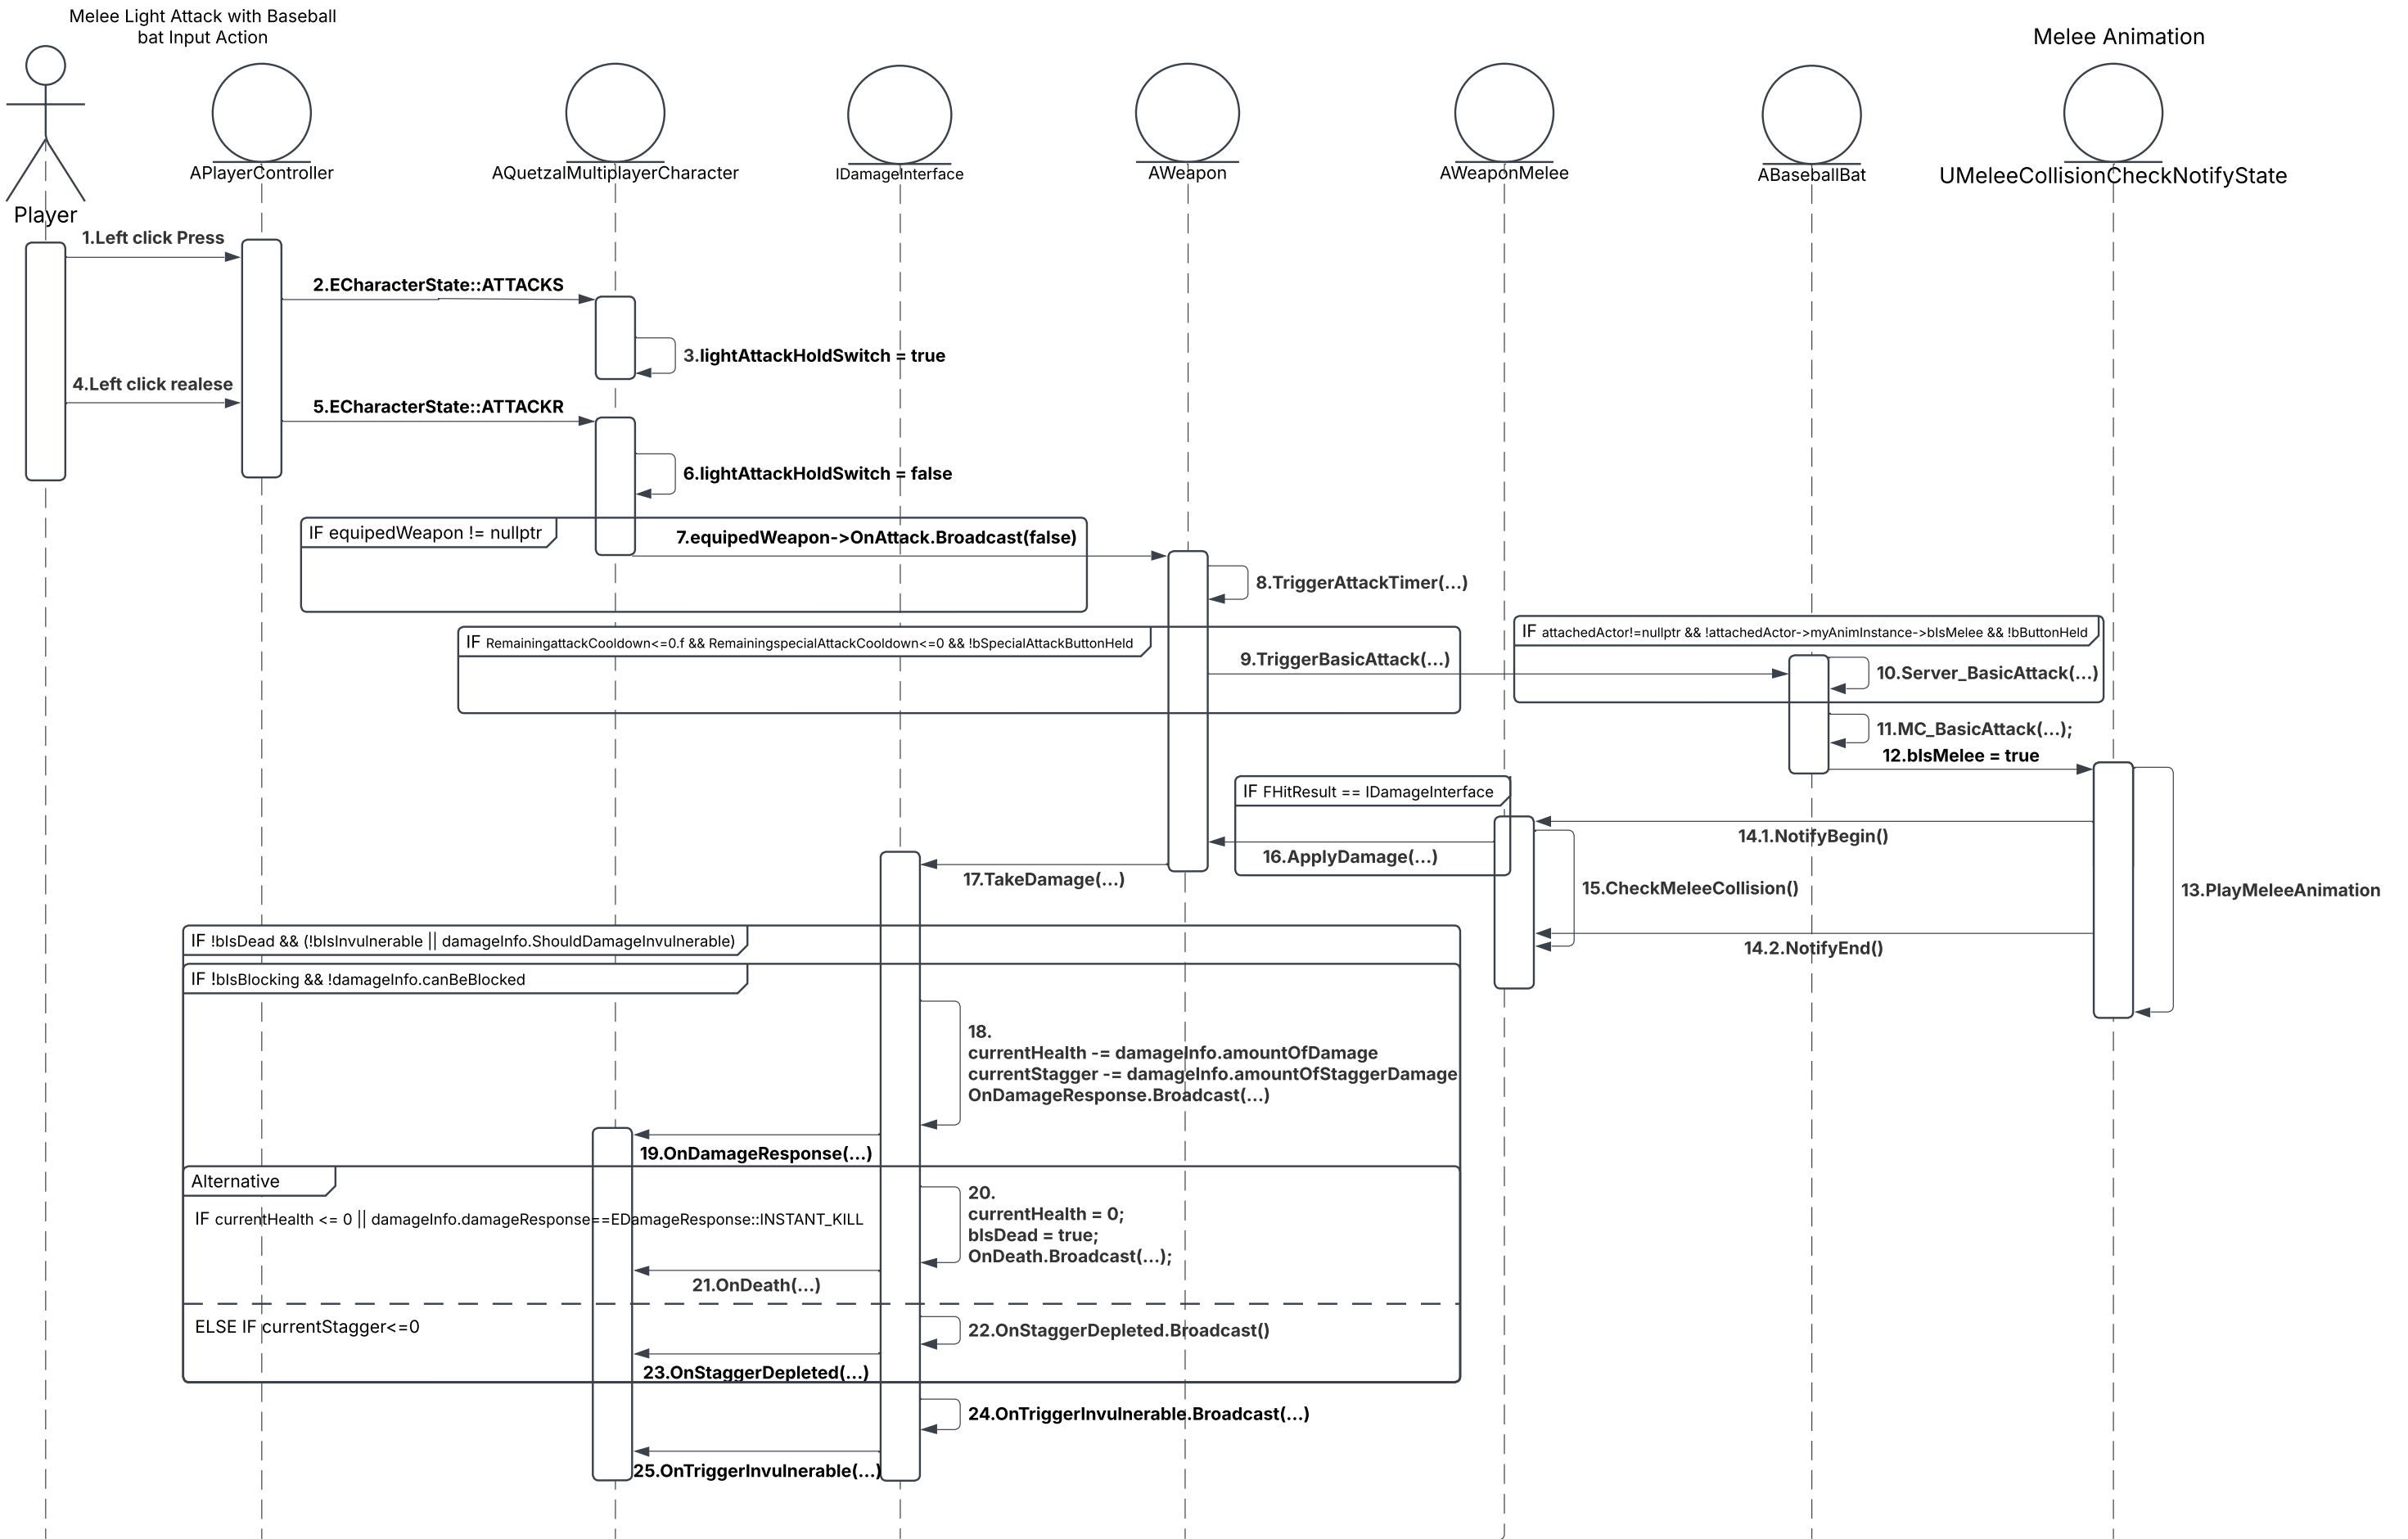 Melee Light Attack with Baseball
bat Input Action
Melee Animation
Player
APlayerController
AQuetzalMultiplayerCharacter
IDamageInterface
AWeapon
AWeaponMelee
ABaseballBat
UMeleeCollisionCheckNotifyState
1.Left click Press
2.ECharacterState::ATTACKS
3.lightAttackHoldSwitch = true
4.Left click realese
5.ECharacterState::ATTACKR
6.lightAttackHoldSwitch = false
IF equipedWeapon != nullptr
7.equipedWeapon->OnAttack.Broadcast(false)
8.TriggerAttackTimer(...)
IF RemainingattackCooldown<=0.f && RemainingspecialAttackCooldown<=0 && !bSpecialAttackButtonHeld
9.TriggerBasicAttack(...)
IF attachedActor!=nullptr && !attachedActor->myAnimInstance->bIsMelee && !bButtonHeld
10.Server_BasicAttack(...)
11.MC_BasicAttack(...);
12.bIsMelee = true
IF FHitResult == IDamageInterface
14.1.NotifyBegin()
16.ApplyDamage(...)
17.TakeDamage(...)
15.CheckMeleeCollision()
13.PlayMeleeAnimation
14.2.NotifyEnd()
IF !bIsDead && (!bIsInvulnerable || damageInfo.ShouldDamageInvulnerable)
IF !bIsBlocking && !damageInfo.canBeBlocked
18.
currentHealth -= damageInfo.amountOfDamage
currentStagger -= damageInfo.amountOfStaggerDamage
OnDamageResponse.Broadcast(...)
19.OnDamageResponse(...)
Alternative
IF currentHealth <= 0 || damageInfo.damageResponse==EDamageResponse::INSTANT_KILL
20.
currentHealth = 0;
bIsDead = true;
OnDeath.Broadcast(...);
21.OnDeath(...)
ELSE IF currentStagger<=0
22.OnStaggerDepleted.Broadcast()
23.OnStaggerDepleted(...)
24.OnTriggerInvulnerable.Broadcast(...)
25.OnTriggerInvulnerable(...)